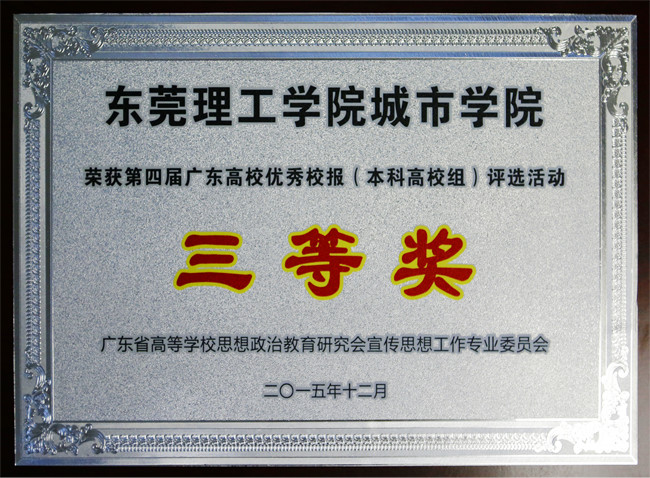 东莞理工学院城市学院
荣获第四届广东高校优秀校报（本科高校组）评选活动
三等奖
广东省高等学校思想政治教育研究会宣传思想工作专业委员会
二〇一五年十二月